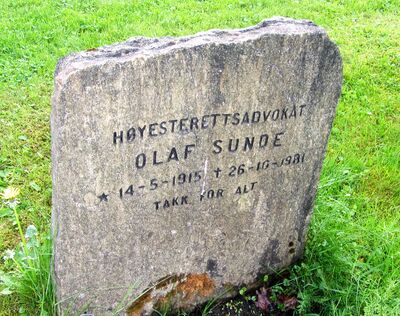 HØYESTERETTSADVOKAT
OLAF SUNDE
* 14-5-1915 † 26-10-1981
TAKK FOR ALT